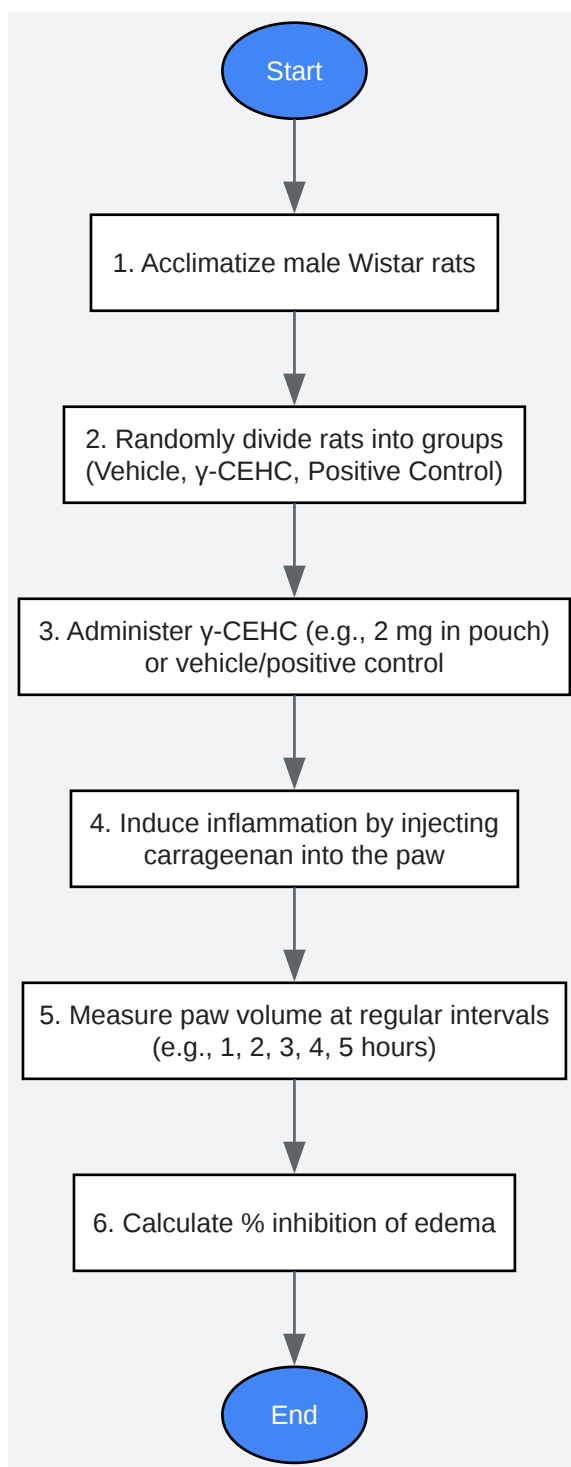 Start
1. Acclimatize male Wistar rats
2. Randomly divide rats into groups
(Vehicle, γ-CEHC, Positive Control)
3. Administer γ-CEHC (e.g., 2 mg in pouch)
or vehicle/positive control
4. Induce inflammation by injecting
carrageenan into the paw
5. Measure paw volume at regular intervals
(e.g., 1, 2, 3, 4, 5 hours)
6. Calculate % inhibition of edema
End